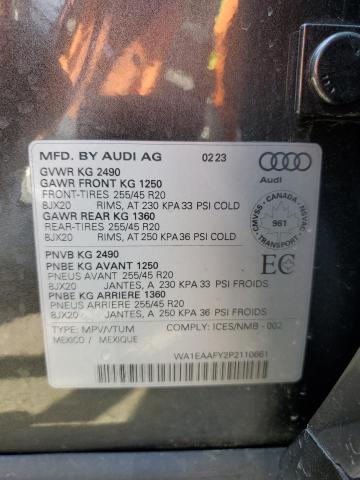 MFD. BY AUDI AG 02 23
GVWR KG 2490
GAWR FRONT KG 1250
FRONT-TIRES 255/45 R20
8JX20 RIMS, AT 230 KPA 33 PSI COLD
GAWR REAR KG 1360
REAR-TIRES 255/45 R20
8JX20 RIMS, AT 250 KPA 36 PSI COLD
Audi
CMVSS - CANADA - NSVAC
961
TRANSPORT
PNVB KG 2490
PNBE KG AVANT 1250
PNEUS AVANT 255/45 R20
8JX20 JANTES, A 230 KPA 33 PSI FROIDS
PNBE KG ARRIERE 1360
PNEUS ARRIERE 255/45 R20
8JX20 JANTES, A 250 KPA 36 PSI FROIDS
EC
TYPE: MPV/VTUM COMPLY: ICES/NMB - 002
MEXICO / MEXIQUE
WA1EAAFY2P2110661